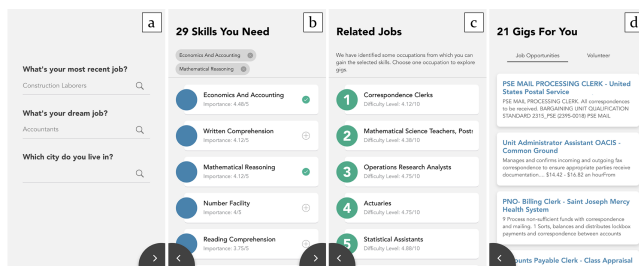 a
What's your most recent job?
Construction Laborers
What's your dream job?
Accountants
Which city do you live in?
b
29 Skills You Need
Economics And Accounting
Mathematical Reasoning
Economics And Accounting
Importance: 4.48/5
Written Comprehension
Importance: 4.12/5
Mathematical Reasoning
Importance: 4.12/5
Number Facility
Importance: 4/5
Reading Comprehension
Importance: 3.75/5
c
Related Jobs
We have identified some occupations from which you can
gain the selected skills. Choose one occupation to explore
gigs
1
Correspondence Clerks
Difficulty Level: 4.12/10
2
Mathematical Science Teachers, Posts
Difficulty Level: 4.38/10
3
Operations Research Analysts
Difficulty Level: 4.75/10
4
Actuaries
Difficulty Level: 4.75/10
5
Statistical Assistants
Difficulty Level: 4.88/10
d
21 Gigs For You
Job Opportunities
Volunteer
PSE MAIL PROCESSING CLERK - United
States Postal Service
PSE MAIL PROCESSING CLERK. All correspondences
to be received. BARGAINING UNIT QUALIFICATION
STANDARD 2315_PSE (2395-0018) PSE MAIL
Unit Administrator Assistant OACIS -
Common Ground
Manages and confirms incoming and outgoing fax
correspondence to ensure appropriate parties receive
documentation.... $14.42 - $16.82 an hourFrom
PNO- Billing Clerk - Saint Joseph Mercy
Health System
9 Process non-sufficient funds with correspondence
and mailing. 1 Sorts, balances and distributes lockbox
payments and correspondence between accounts
ounts Payable Clerk - Class Appraisal